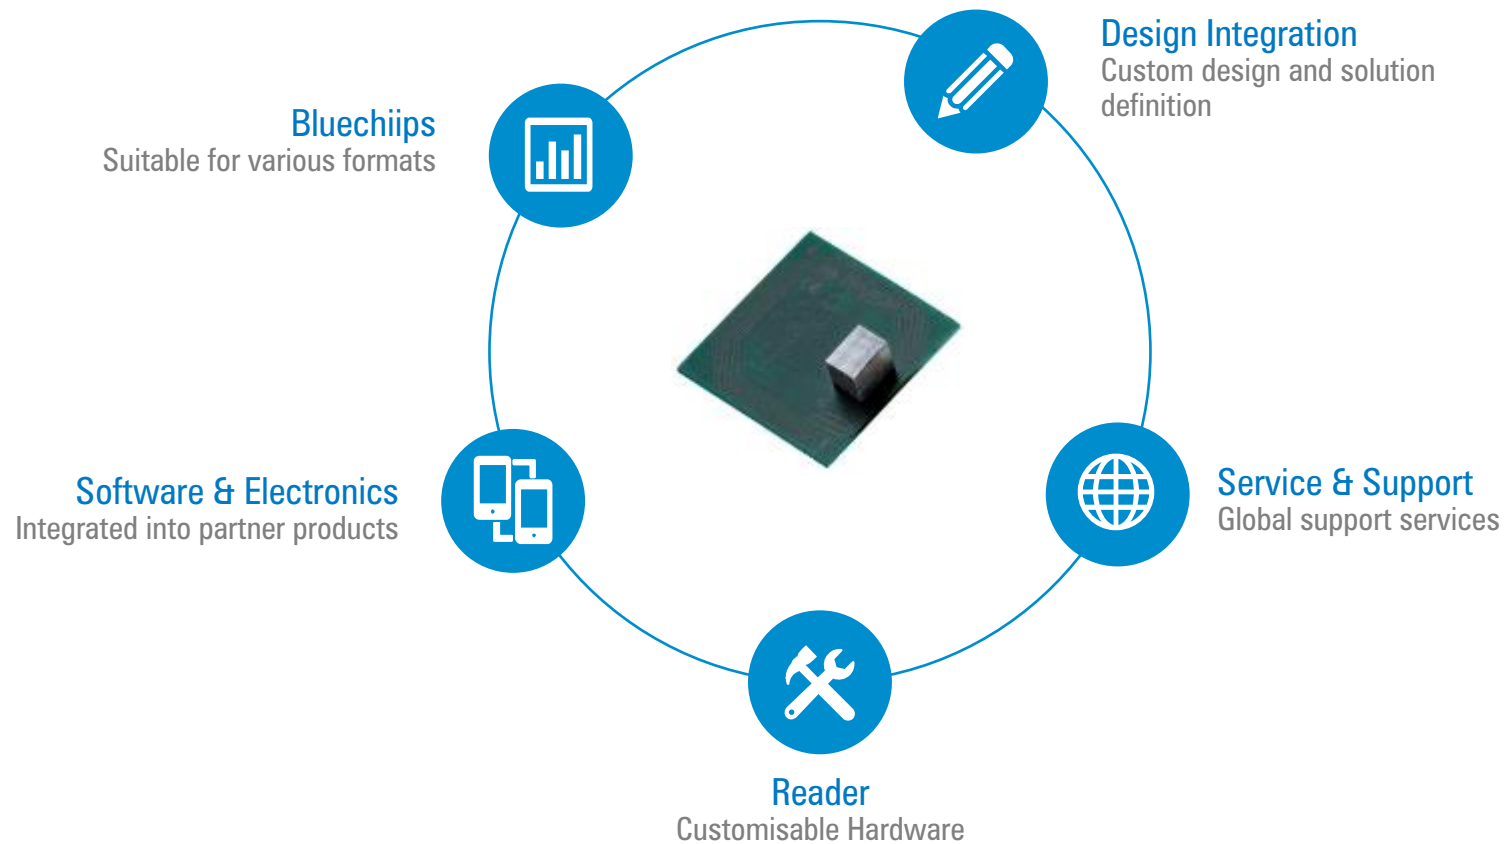 Design Integration
Custom design and solution
definition
Bluechiips
Suitable for various formats
Software & Electronics
Integrated into partner products
Service & Support
Global support services
Reader
Customisable Hardware